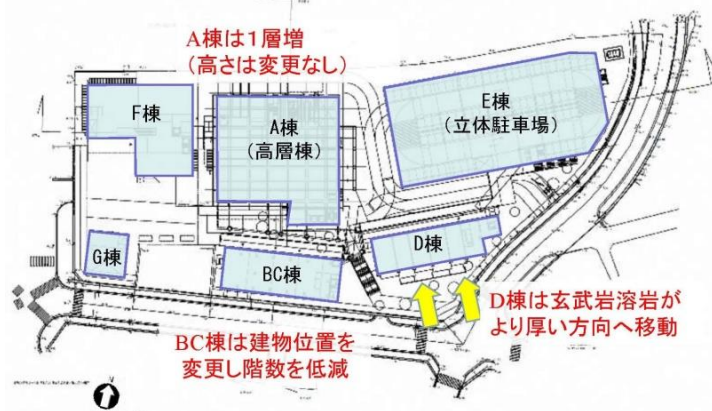 A棟は1層増
(高さは変更なし)
F棟
A棟
(高層棟)
E棟
(立体駐車場)
G棟
BC棟
D棟
BC棟は建物位置を
変更し階数を低減
D棟は玄武岩溶岩が
より厚い方向へ移動